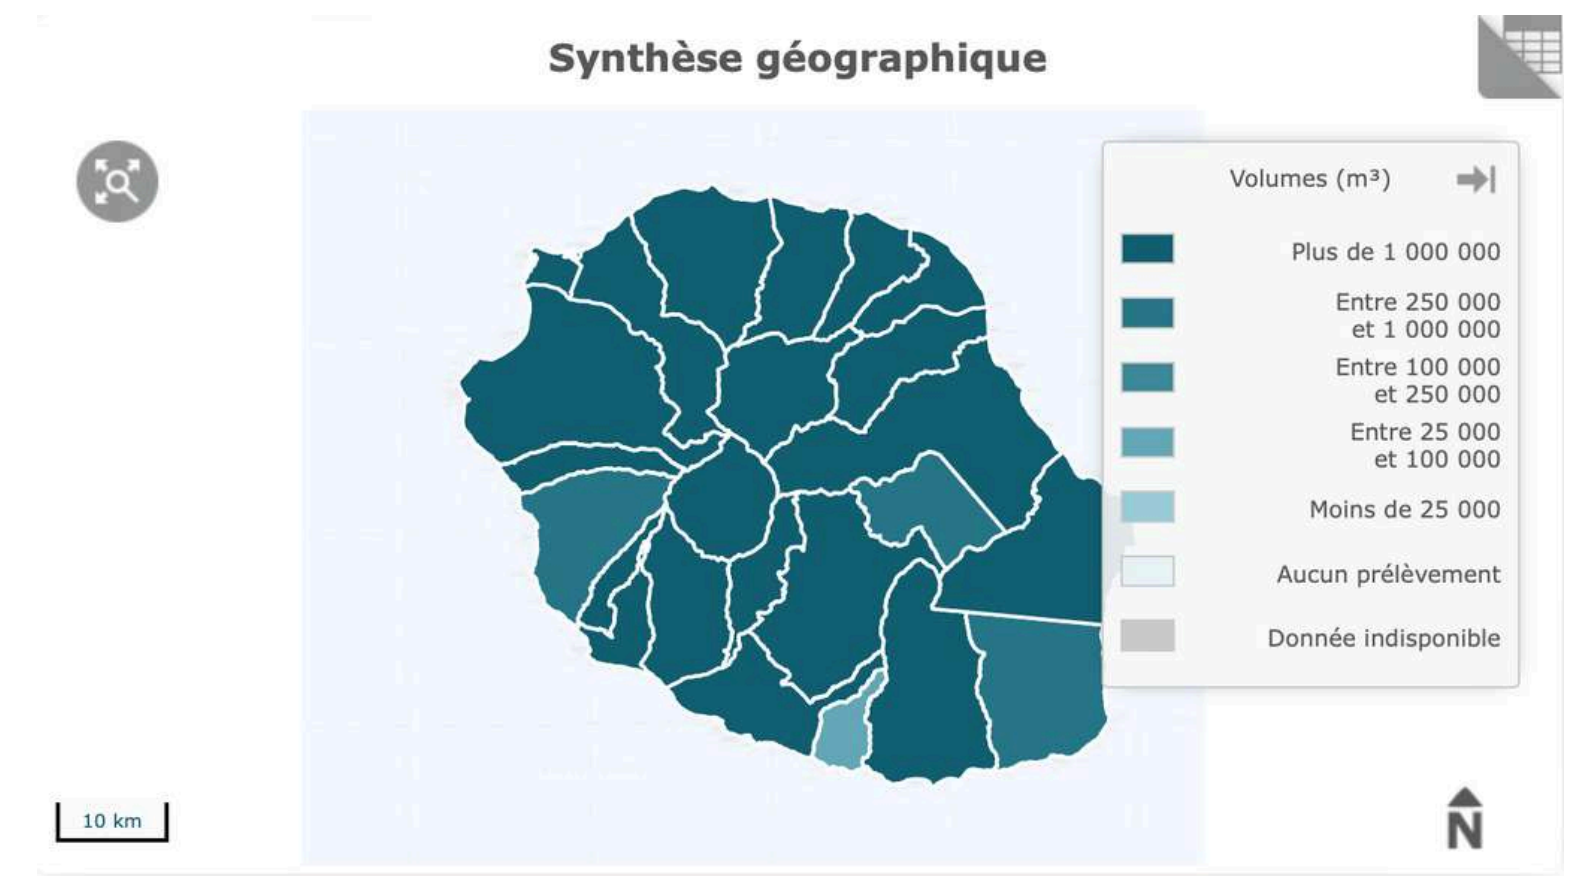 Synthèse géographique
Volumes (m³)
Plus de 1 000 000
Entre 250 000
et 1 000 000
Entre 100 000
et 250 000
Entre 25 000
et 100 000
Moins de 25 000
Aucun prélèvement
Donnée indisponible
10 km
N